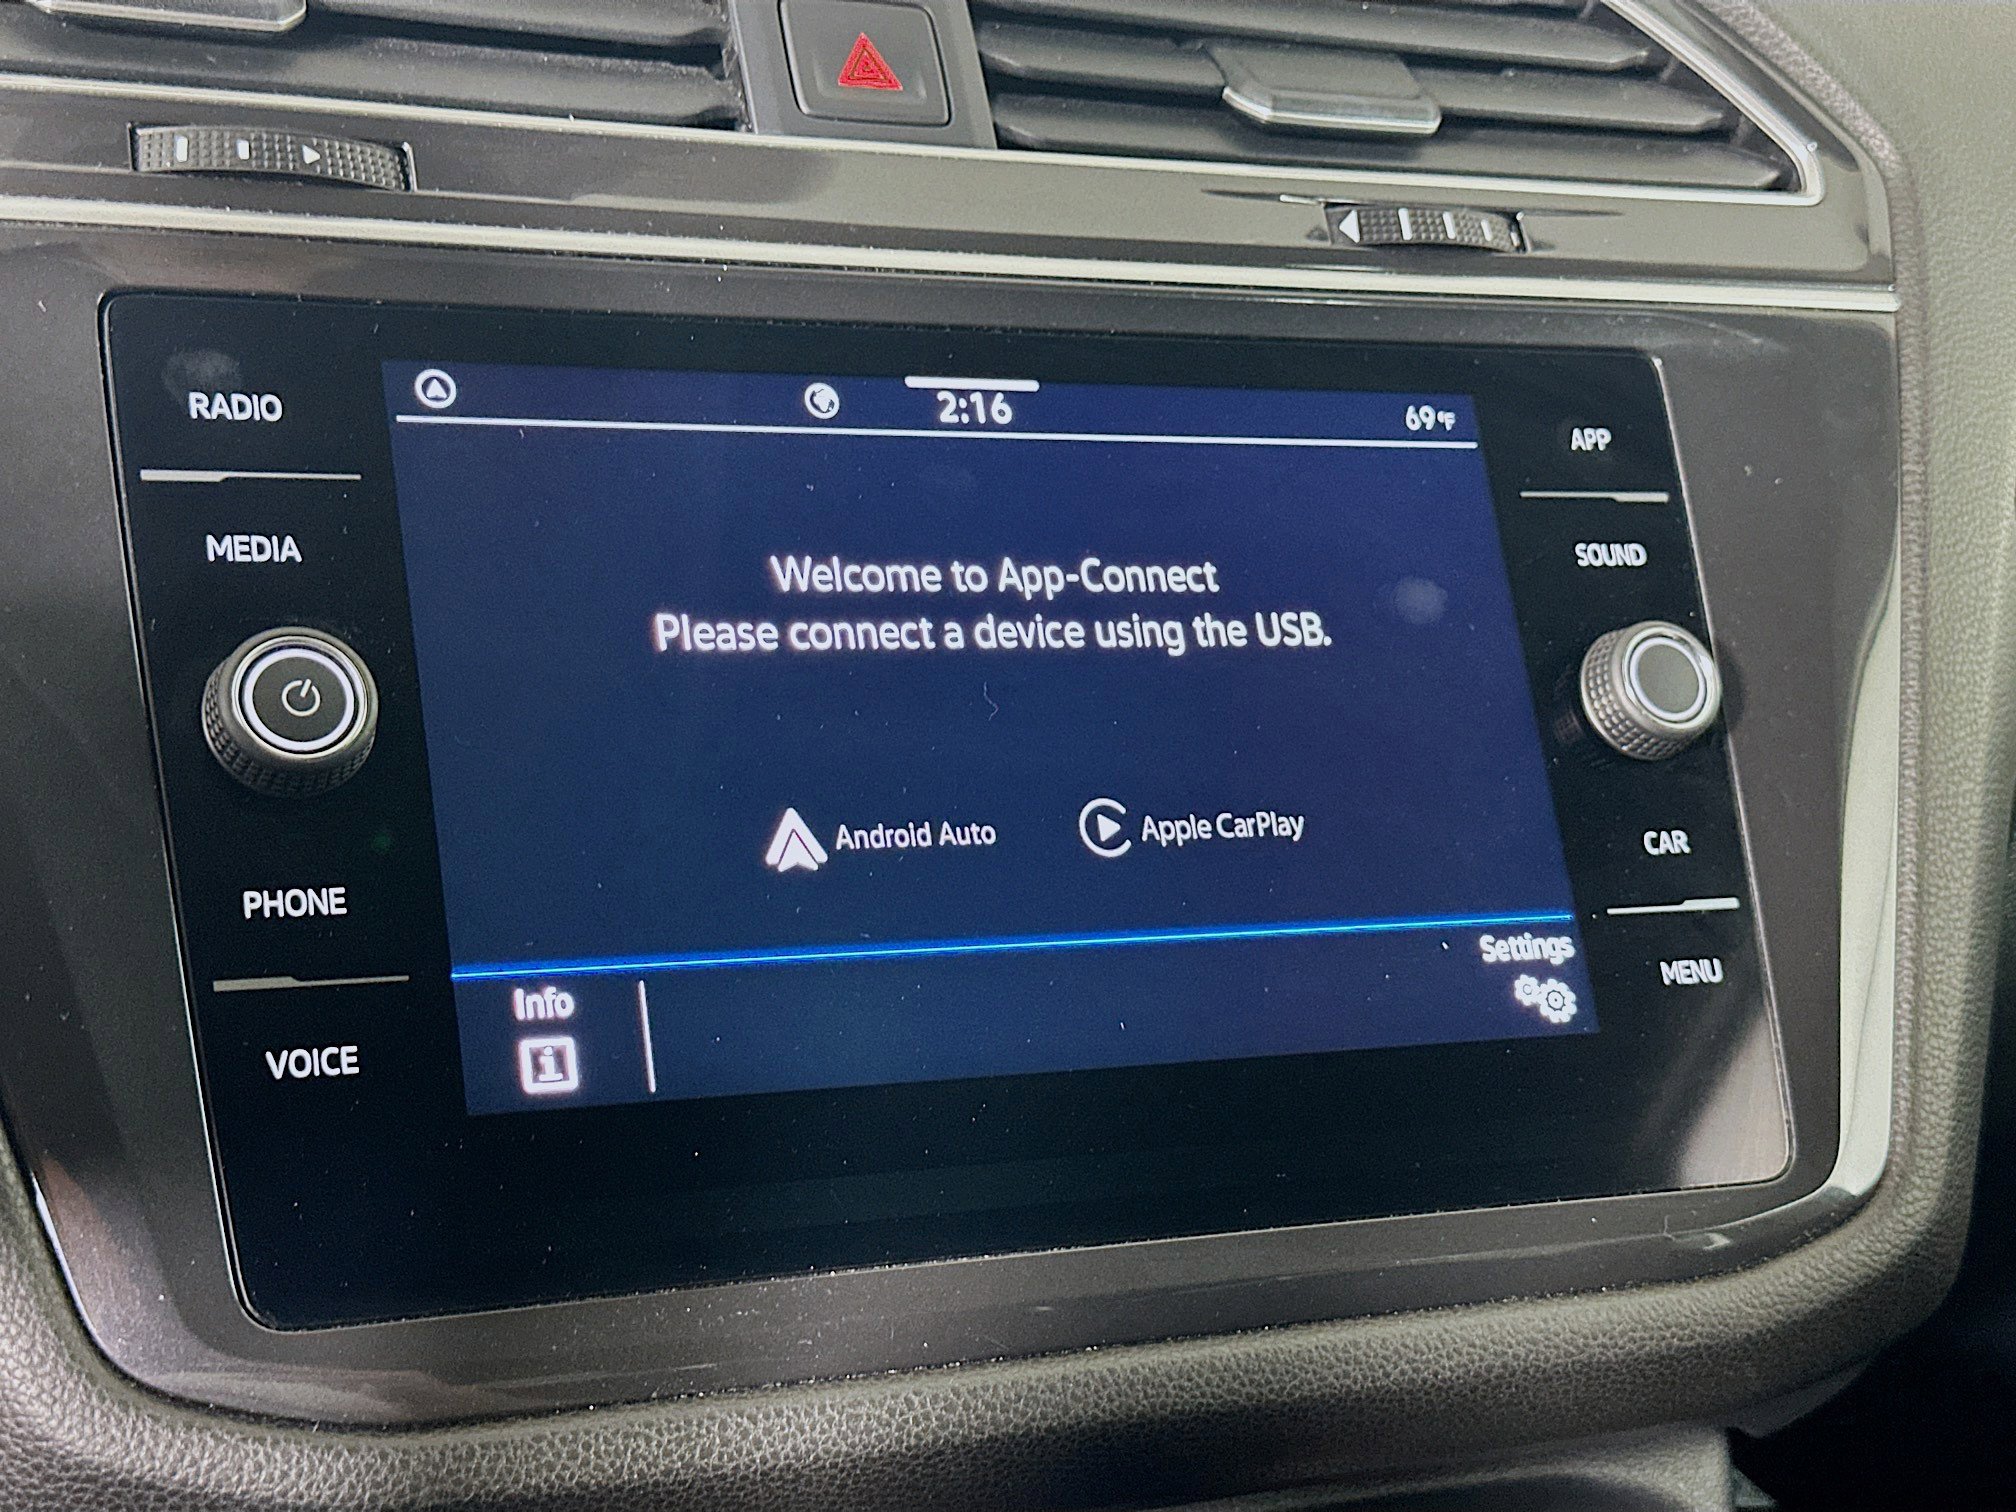 RADIO
MEDIA
PHONE
VOICE
2:16
69°F
Welcome to App-Connect
Please connect a device using the USB.
Android Auto
Apple CarPlay
Info
i
Settings
APP
SOUND
CAR
MENU